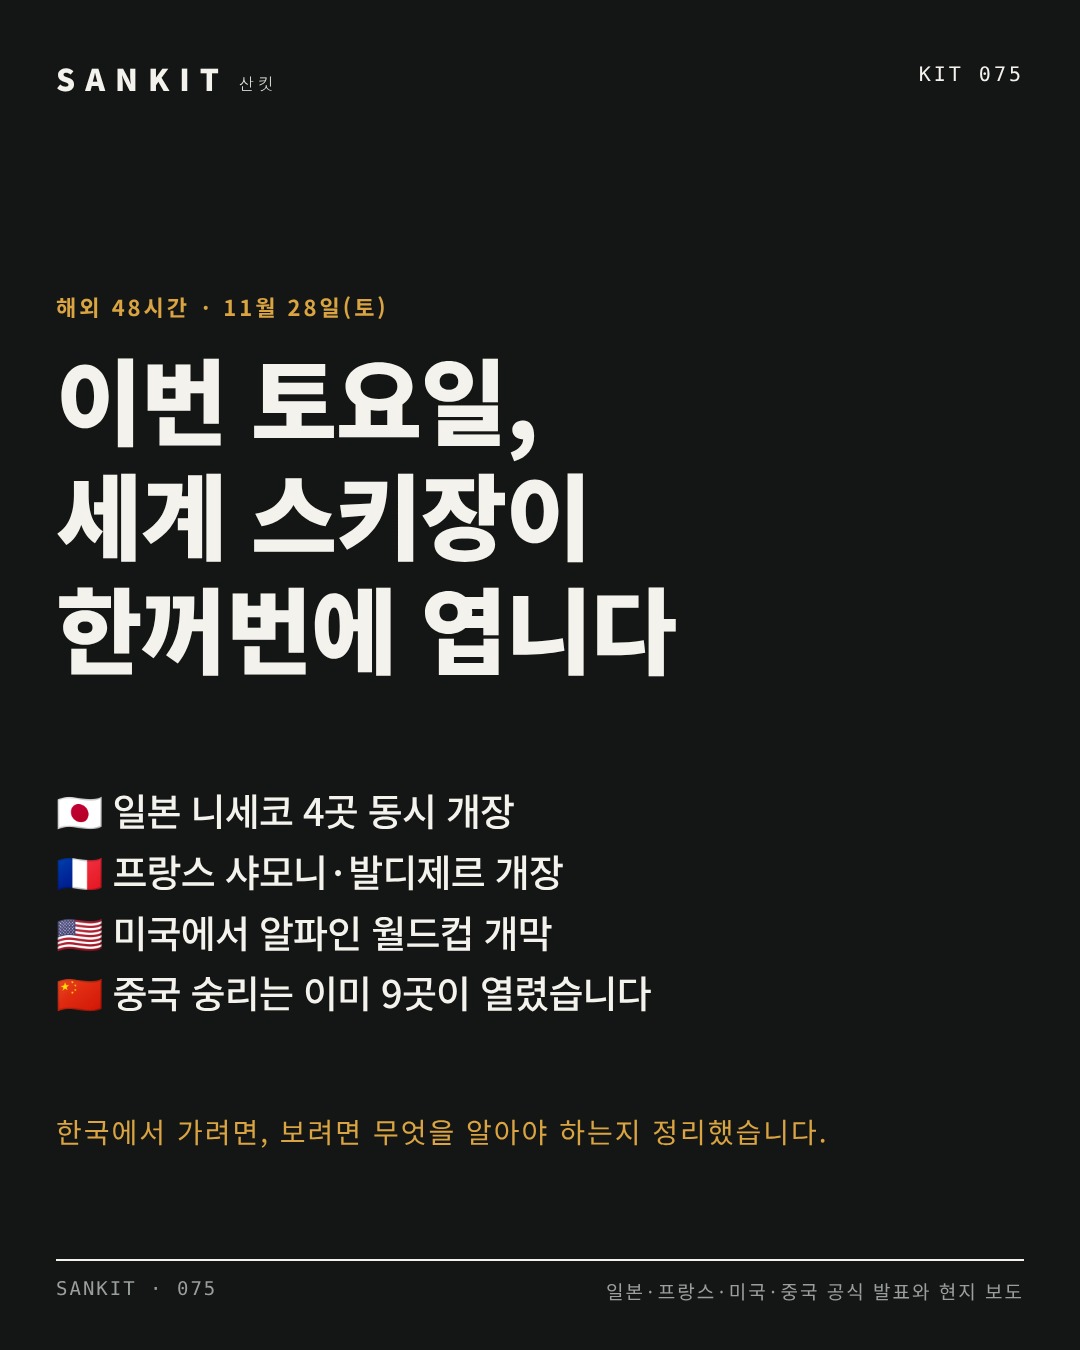 SANKIT 산킷
KIT 075
해외 48시간 · 11월 28일(토)
이번 토요일,
세계 스키장이
한꺼번에 엽니다
🇯🇵 일본 니세코 4곳 동시 개장
🇫🇷 프랑스 샤모니·발디제르 개장
🇺🇸 미국에서 알파인 월드컵 개막
🇨🇳 중국 숭리는 이미 9곳이 열렸습니다
한국에서 가려면, 보려면 무엇을 알아야 하는지 정리했습니다.
SANKIT · 075
일본·프랑스·미국·중국 공식 발표와 현지 보도